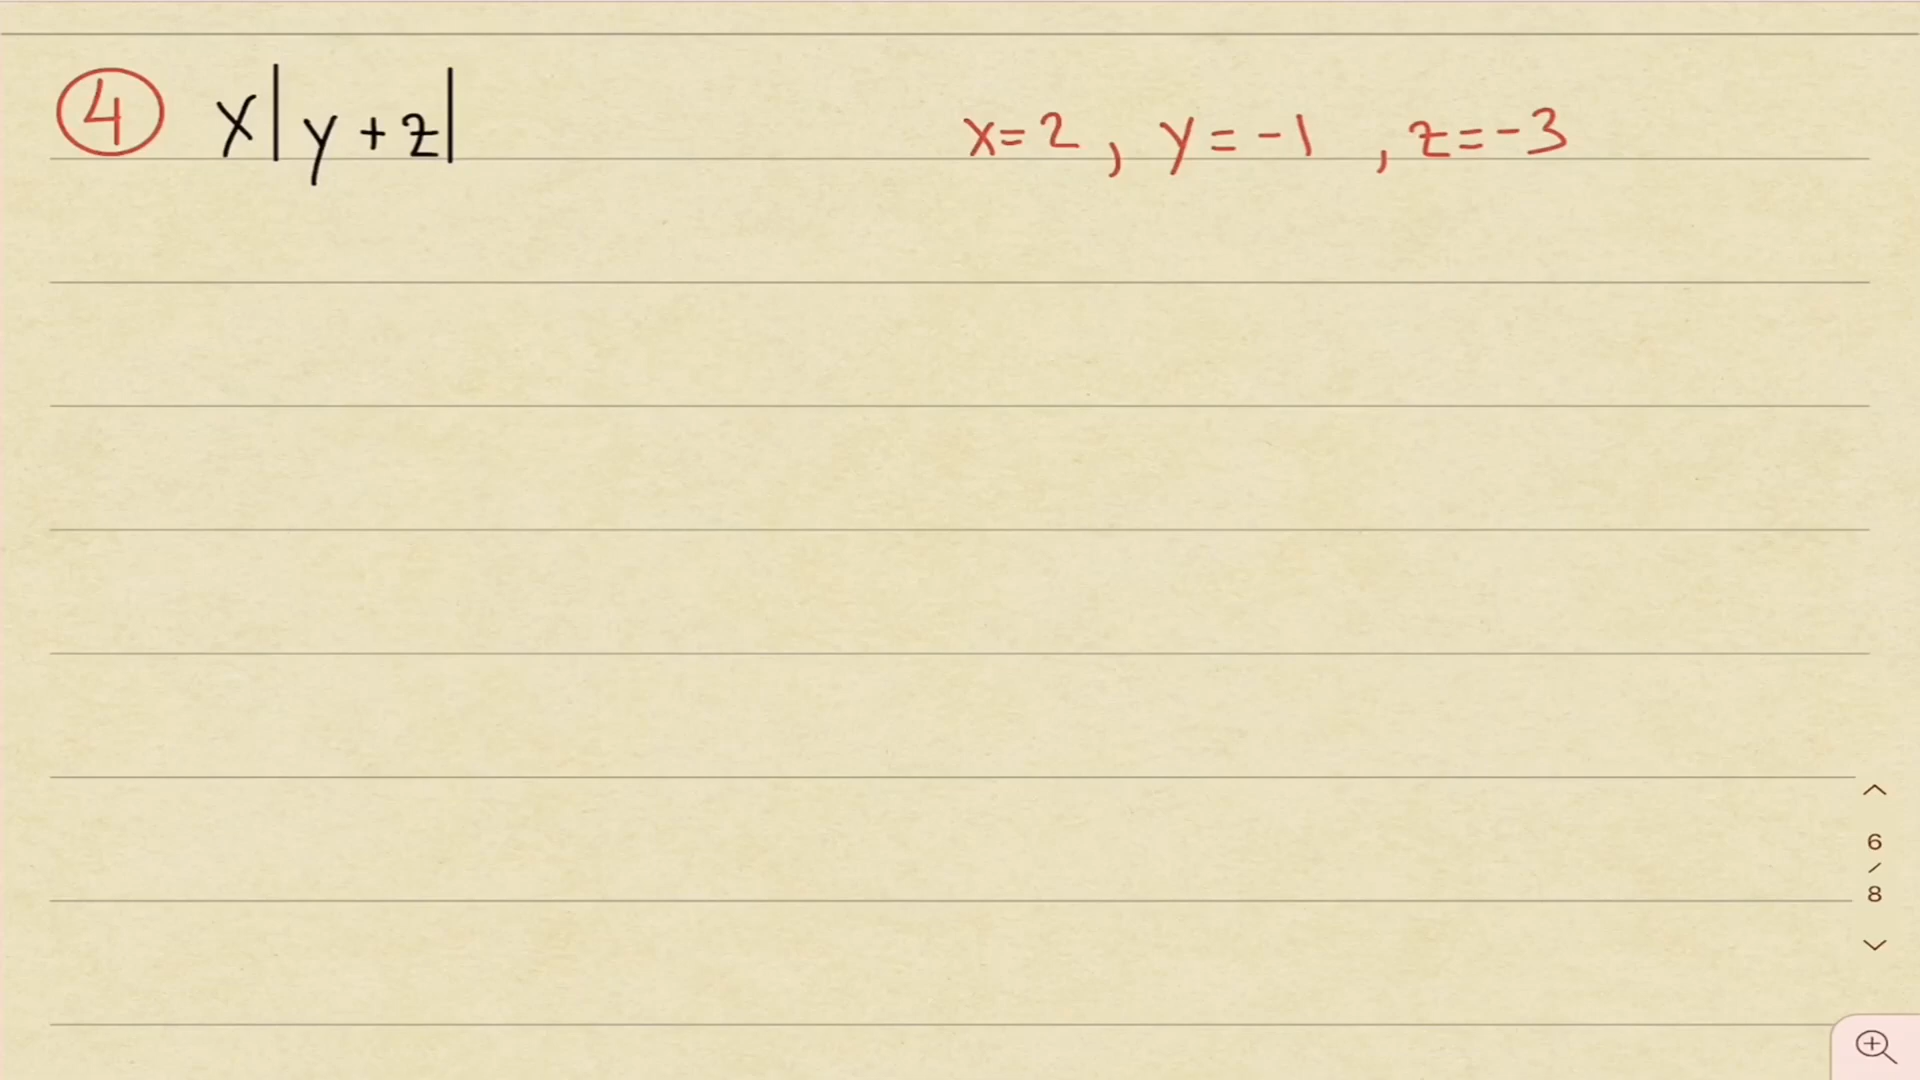 4 x|y+z| x=2, y=-1, z=-3
6
/
8